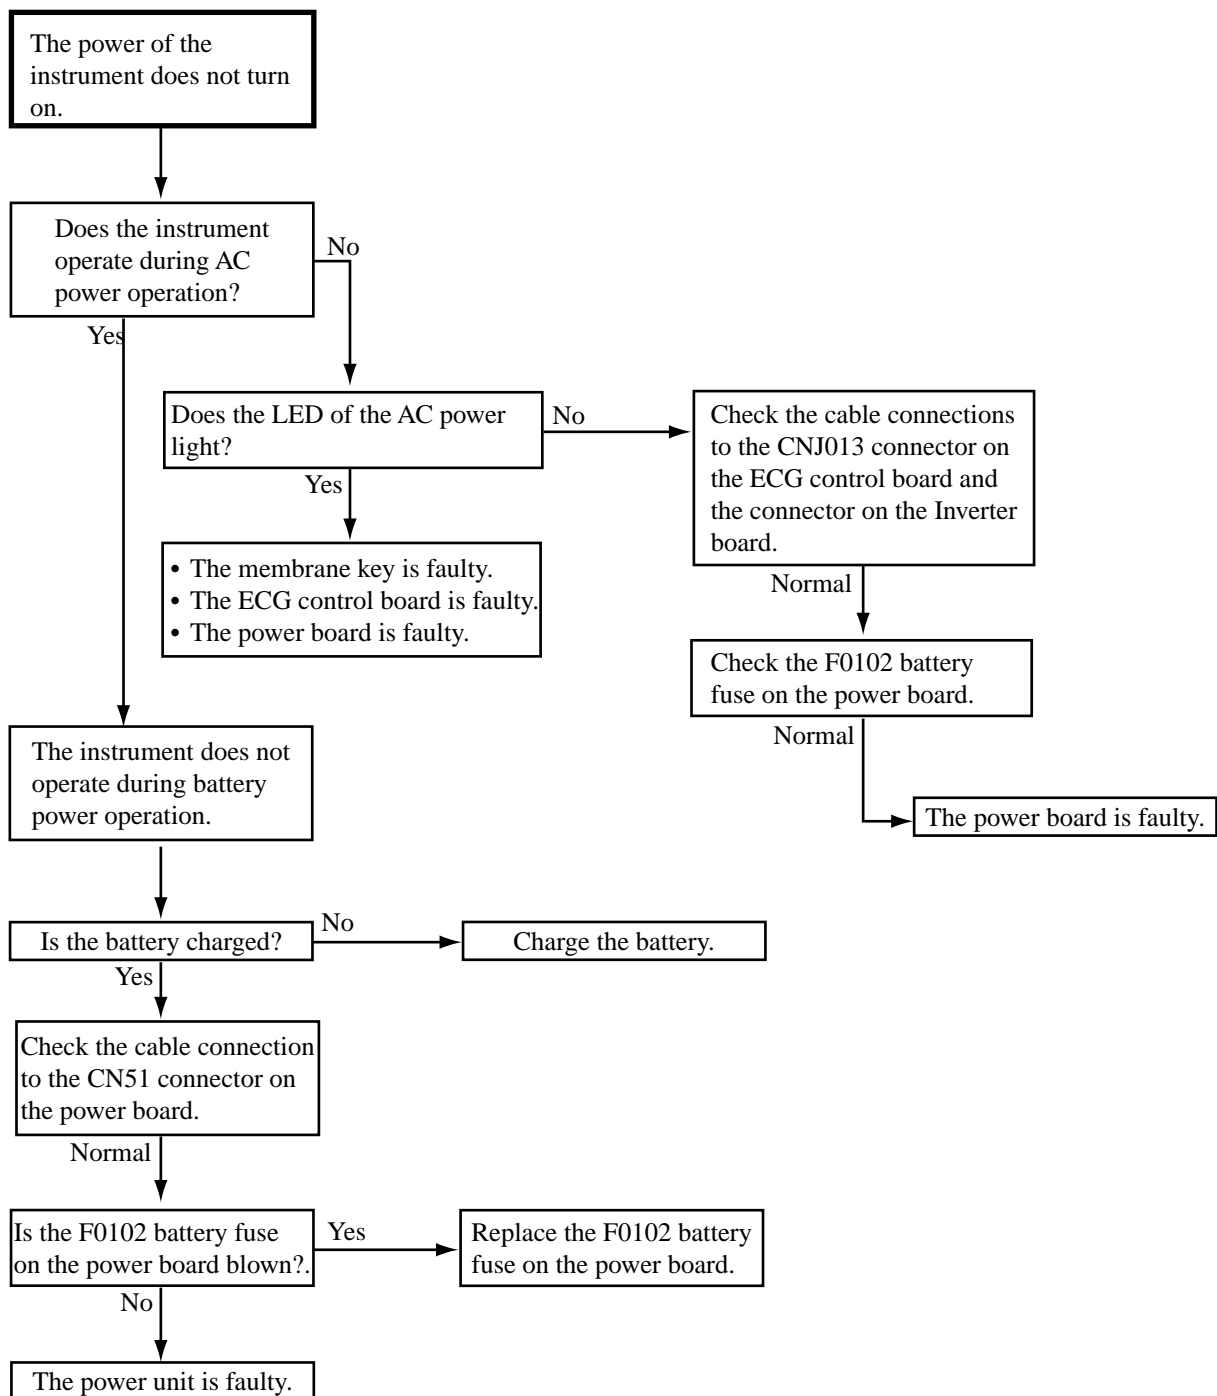 The power of the
instrument does not turn
on.
Does the instrument
operate during AC
power operation?
No
Yes
Does the LED of the AC power
light?
No
Yes
Check the cable connections
to the CNJ013 connector on
the ECG control board and
the connector on the Inverter
board.
• The membrane key is faulty.
• The ECG control board is faulty.
• The power board is faulty.
Normal
Check the F0102 battery
fuse on the power board.
Normal
The power board is faulty.
The instrument does not
operate during battery
power operation.
Is the battery charged?
No
Charge the battery.
Yes
Check the cable connection
to the CN51 connector on
the power board.
Normal
Is the F0102 battery fuse
on the power board blown?.
Yes
Replace the F0102 battery
fuse on the power board.
No
The power unit is faulty.